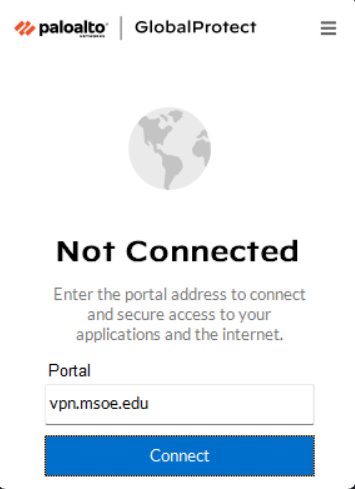 paloalto NETWORKS | GlobalProtect
Not Connected
Enter the portal address to connect
and secure access to your
applications and the internet.
Portal
vpn.msoe.edu
Connect